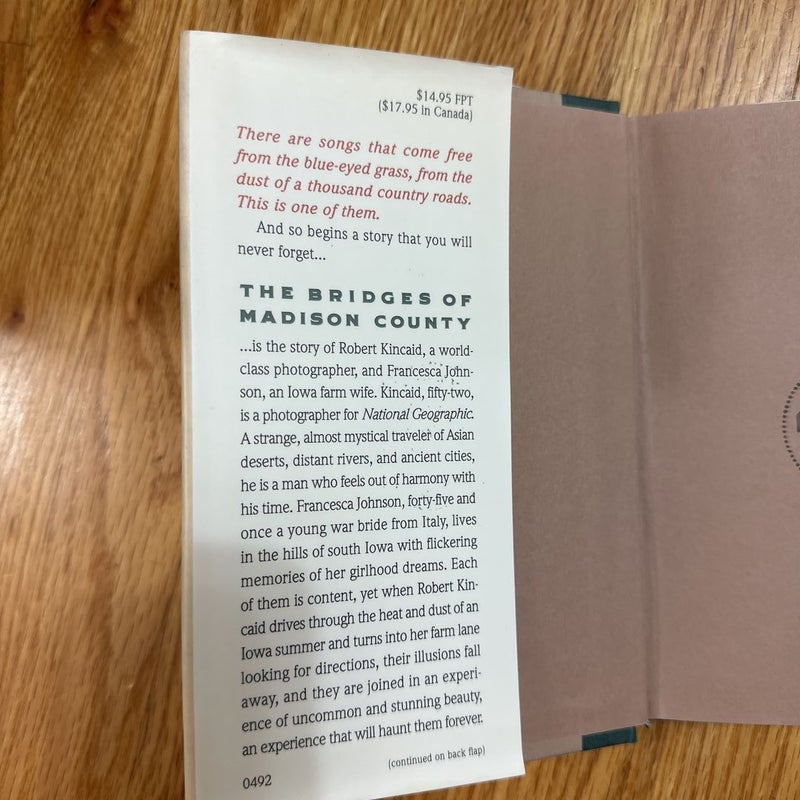 $14.95 FPT
($17.95 in Canada)
There are songs that come free
from the blue-eyed grass, from the
dust of a thousand country roads.
This is one of them.
And so begins a story that you will
never forget...
THE BRIDGES OF
MADISON COUNTY
...is the story of Robert Kincaid, a world-
class photographer, and Francesca John-
son, an Iowa farm wife. Kincaid, fifty-two,
is a photographer for National Geographic.
A strange, almost mystical traveler of Asian
deserts, distant rivers, and ancient cities,
he is a man who feels out of harmony with
his time. Francesca Johnson, forty-five and
once a young war bride from Italy, lives
in the hills of south Iowa with flickering
memories of her girlhood dreams. Each
of them is content, yet when Robert Kin-
caid drives through the heat and dust of an
Iowa summer and turns into her farm lane
looking for directions, their illusions fall
away, and they are joined in an experi-
ence of uncommon and stunning beauty,
an experience that will haunt them forever.
(continued on back flap)
0492